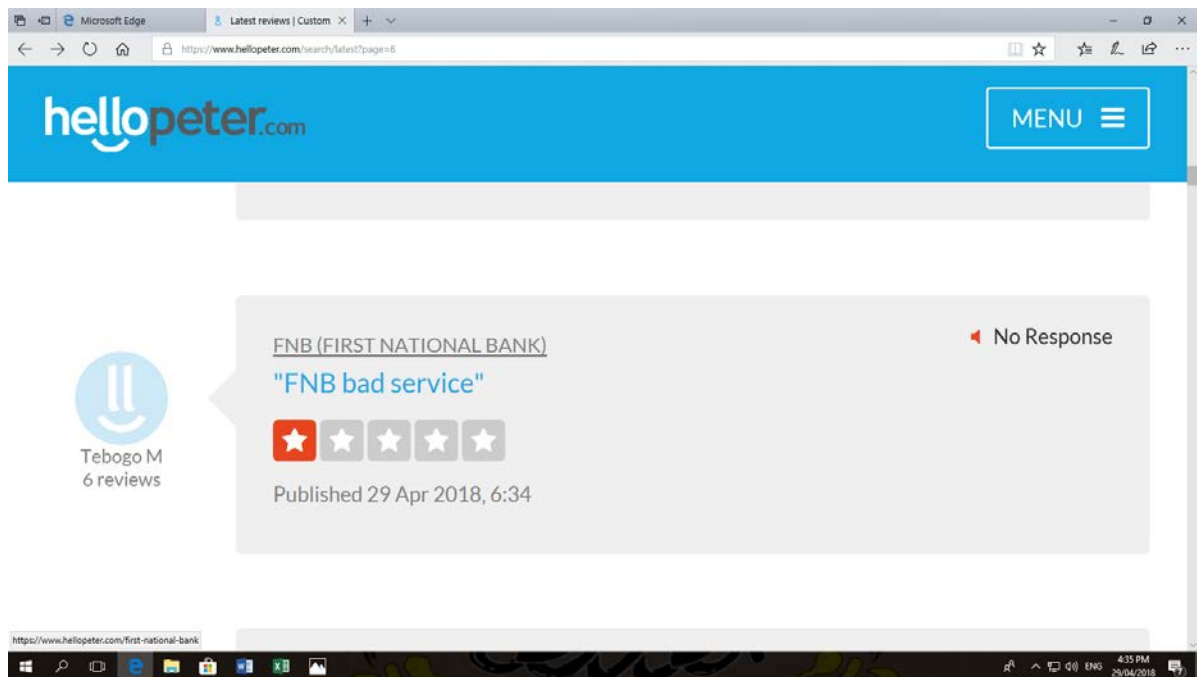 Microsoft Edge
Latest reviews | Custom
https://www.hellopeter.com/search/latest?page=6
hellopeter.com
MENU
FNB (FIRST NATIONAL BANK)
No Response
"FNB bad service"
Tebogo M
6 reviews
Published 29 Apr 2018, 6:34
https://www.hellopeter.com/first-national-bank
ENG
4:35 PM
29/04/2018